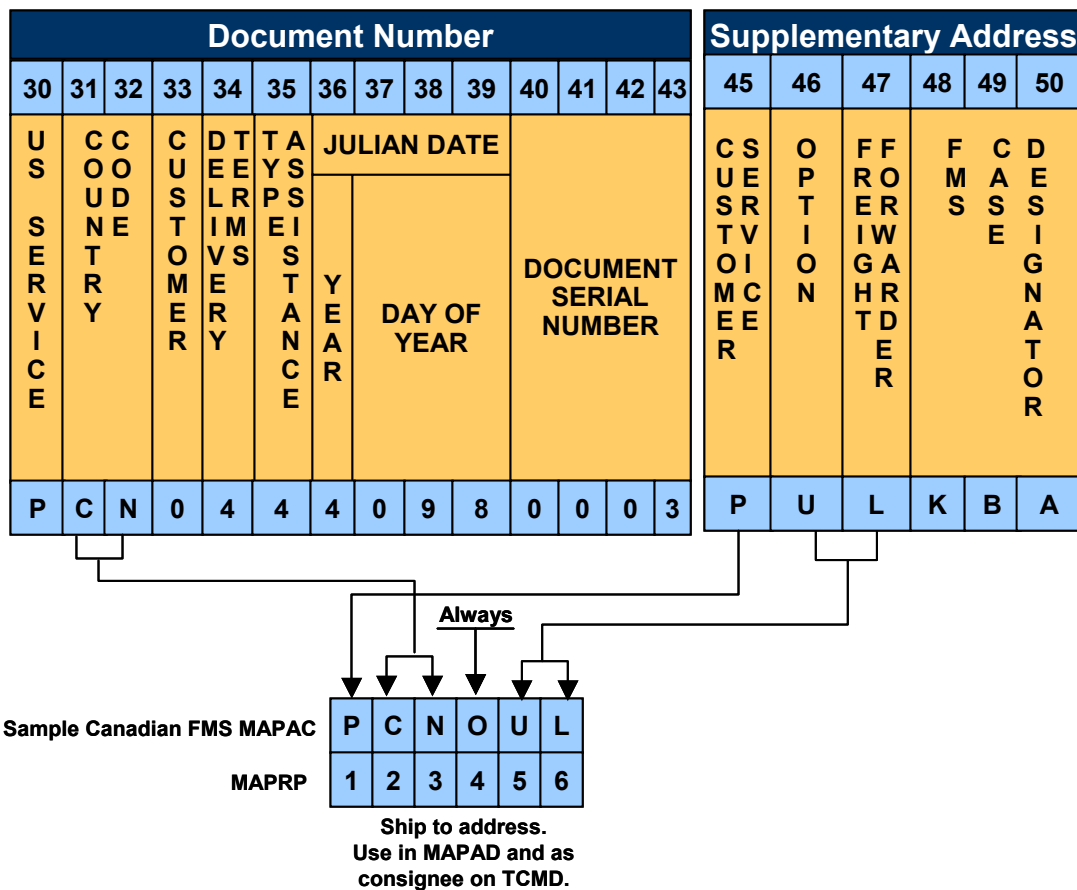 Document Number
Supplementary Address
30 31 32 33 34 35 36 37 38 39 40 41 42 43
45 46 47 48 49 50
US SERVICE
COUNTRY CODE
CUSTOMER
DELIVERY TERMS
TYPE ASSISTANCE
JULIAN DATE
YEAR
DAY OF
YEAR
DOCUMENT
SERIAL
NUMBER
CUSTOMER SERVICE
OPTION
FREIGHT FORWARDER
FMS CASE DESIGNATOR
P C N 0 4 4 4 0 9 8 0 0 0 3
P U L K B A
Always
Sample Canadian FMS MAPAC P C N O U L
MAPRP 1 2 3 4 5 6
Ship to address.
Use in MAPAD and as
consignee on TCMD.